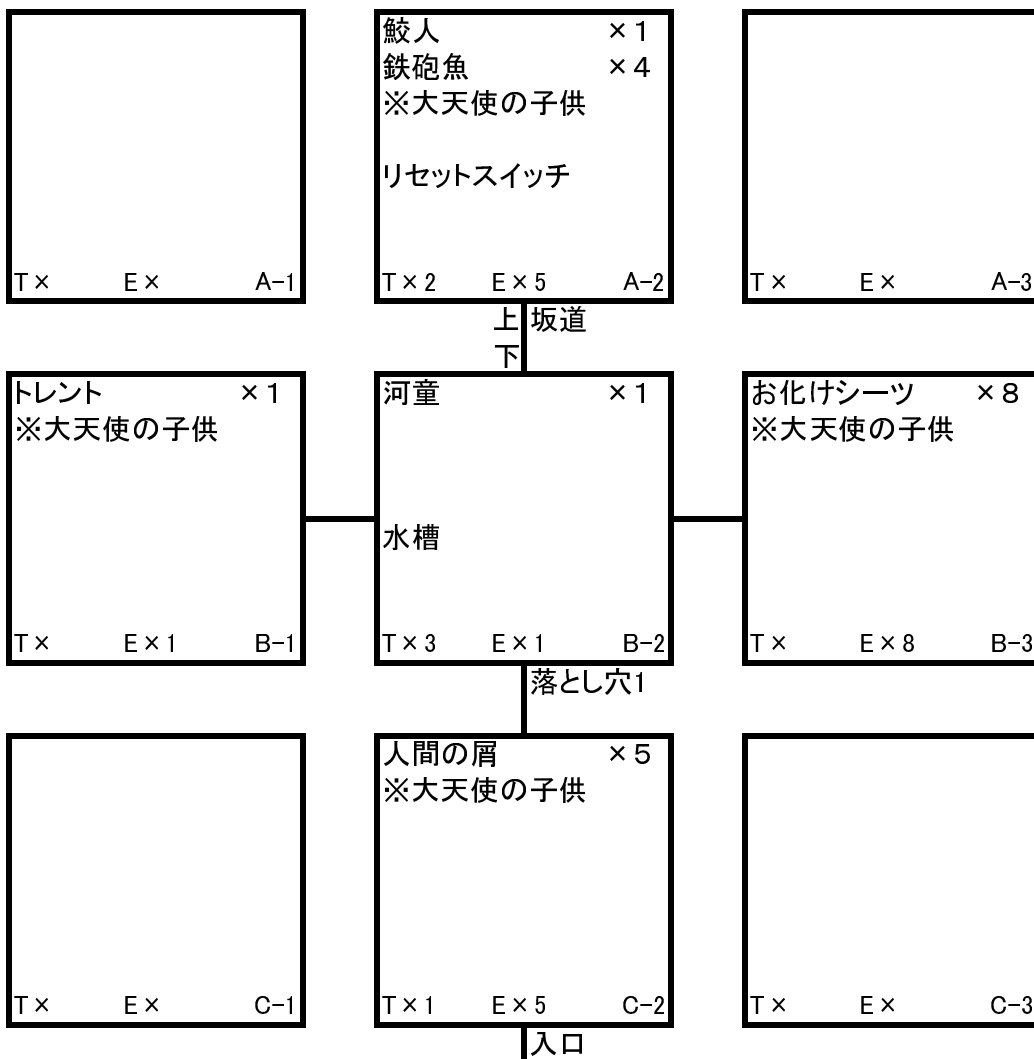 T× E× A-1
鮫人 ×1
鉄砲魚 ×4
※大天使の子供
リセットスイッチ
T×2 E×5 A-2
T× E× A-3
上 坂道
下
トレント ×1
※大天使の子供
T× E×1 B-1
河童 ×1
水槽
T×3 E×1 B-2
お化けシーツ ×8
※大天使の子供
T× E×8 B-3
落とし穴1
T× E× C-1
人間の屑 ×5
※大天使の子供
T×1 E×5 C-2
T× E× C-3
入口